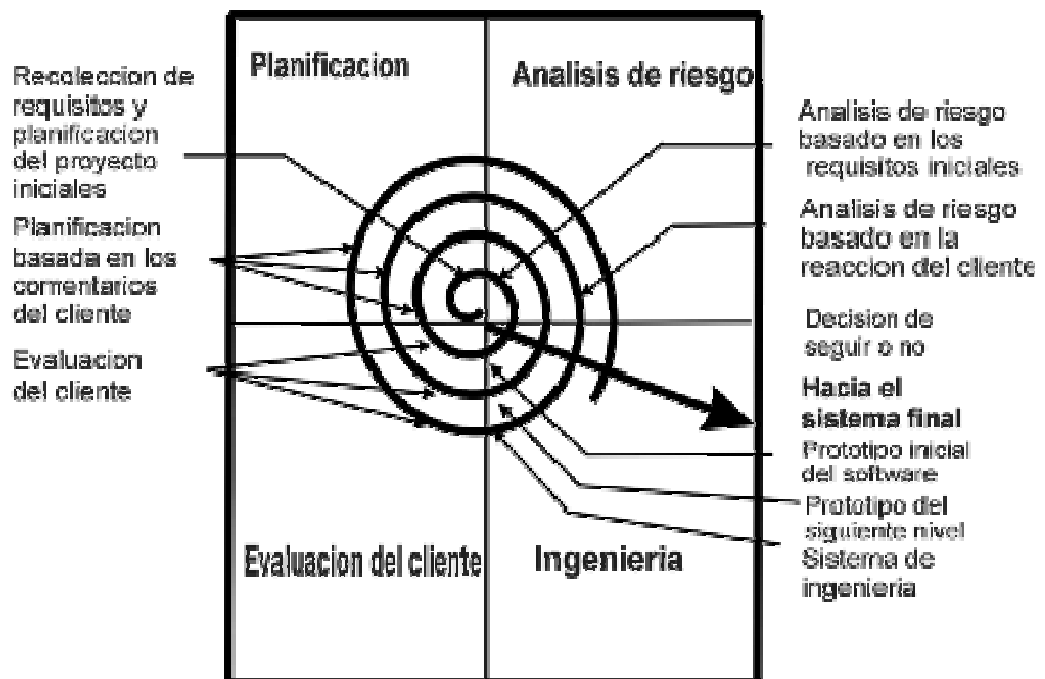 Planificacion
Analisis de riesgo
Recoleccion de
requisitos y
planificacion
del proyecto
iniciales
Planificacion
basada en los
comentarios
del cliente
Evaluacion
del cliente
Analisis de riesgo
basado en los
requisitos iniciales
Analisis de riesgo
basado en la
reaccion del cliente
Decision de
seguir o no
Hacia el
sistema final
Prototipo inicial
del software
Prototipo del
siguiente nivel
Sistema de
ingenieria
Evaluacion del cliente
Ingenieria